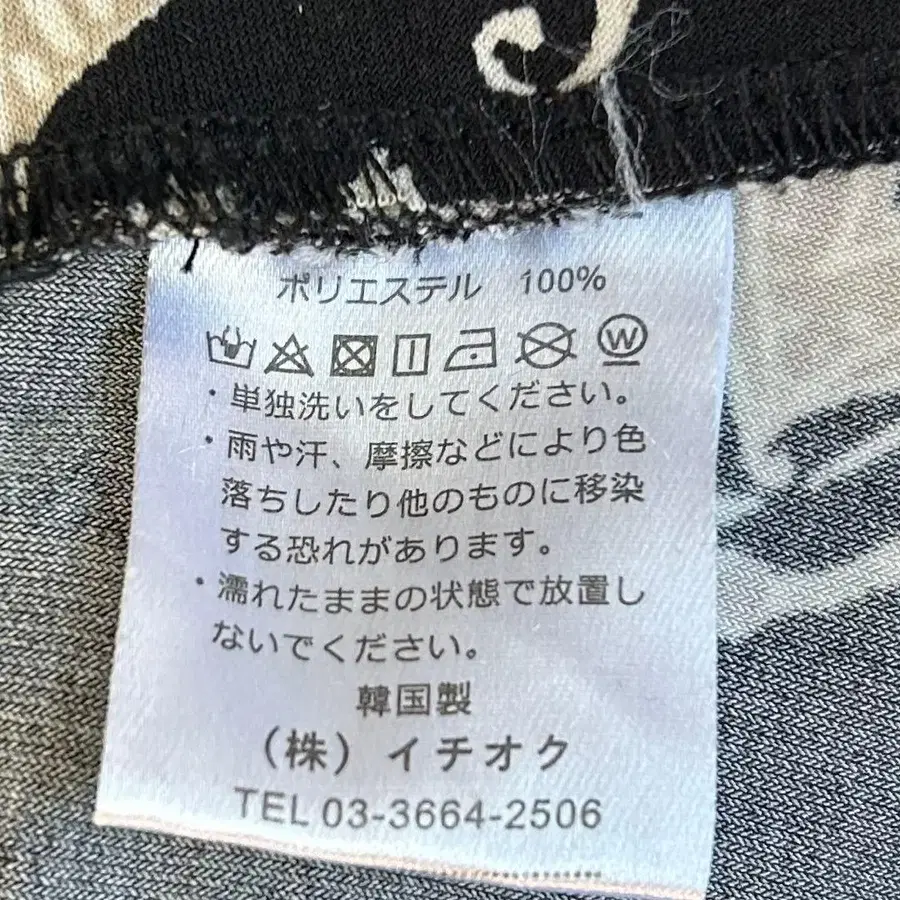 ポリエステル 100%
W
・単独洗いをしてください。
・雨や汗、摩擦などにより色
落ちしたり他のものに移染
する恐れがあります。
・濡れたままの状態で放置し
ないでください。
韓国製
（株）イチオク
TEL 03-3664-2506